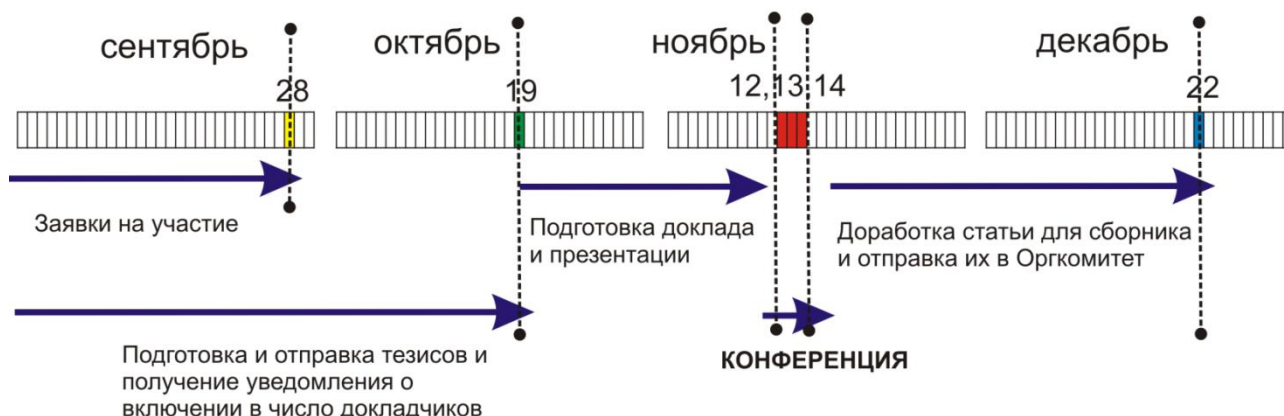 сентябрь
октябрь
ноябрь
декабрь
28
19
12,13,14
22
Заявки на участие
Подготовка доклада
и презентации
Доработка статьи для сборника
и отправка их в Оргкомитет
КОНФЕРЕНЦИЯ
Подготовка и отправка тезисов и
получение уведомления о
включении в число докладчиков